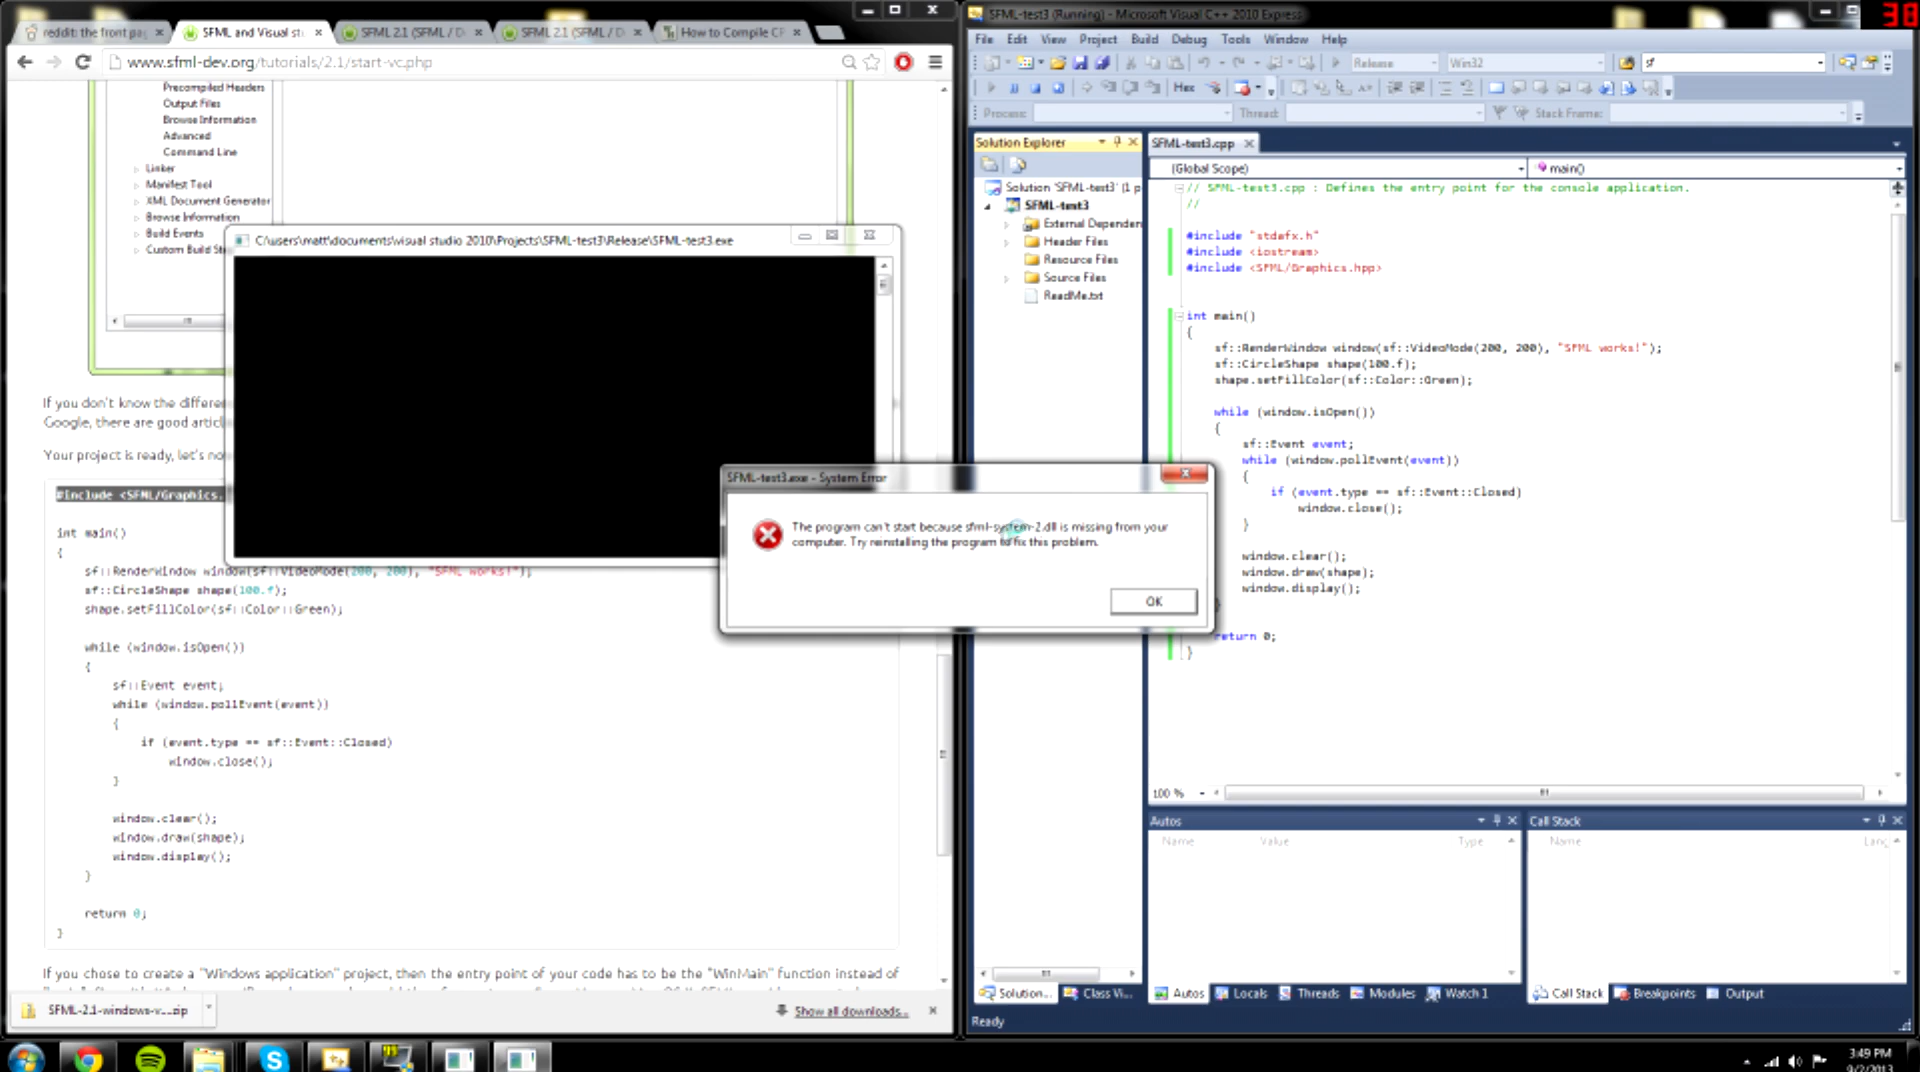 reddit: the front pag
SFML and Visual stu
SFML 2.1 (SFML / D
SFML 2.1 (SFML / D
How to Compile CP
www.sfml-dev.org/tutorials/2.1/start-vc.php
Precompiled Headers
Output Files
Browse Information
Advanced
Command Line
Linker
Manifest Tool
XML Document Generator
Browse Information
Build Events
Custom Build St
If you don't know the differe
Google, there are good articl
Your project is ready, let's no
#include <SFML/Graphics.
int main()
{
sf::RenderWindow window(sf::VideoMode(200, 200), "SFML works!");
sf::CircleShape shape(100.f);
shape.setFillColor(sf::Color::Green);
while (window.isOpen())
{
sf::Event event;
while (window.pollEvent(event))
{
if (event.type == sf::Event::Closed)
window.close();
}
window.clear();
window.draw(shape);
window.display();
}
return 0;
}
If you chose to create a "Windows application" project, then the entry point of your code has to be the "WinMain" function instead of
SFML-2.1-windows-v....zip
Show all downloads...
C:\users\matt\documents\visual studio 2010\Projects\SFML-test3\Release\SFML-test3.exe
SFML-test3.exe - System Error
The program can't start because sfml-system-2.dll is missing from your
computer. Try reinstalling the program to fix this problem.
OK
SFML-test3 (Running) - Microsoft Visual C++ 2010 Express
30
File Edit View Project Build Debug Tools Window Help
Release Win32 sf
Hex
Process: Thread: Stack Frame:
Solution Explorer
Solution 'SFML-test3' (1 p
SFML-test3
External Dependen
Header Files
Resource Files
Source Files
ReadMe.txt
SFML-test3.cpp
(Global Scope) main()
// SFML-test3.cpp : Defines the entry point for the console application.
//
#include "stdafx.h"
#include <iostream>
#include <SFML/Graphics.hpp>
int main()
{
sf::RenderWindow window(sf::VideoMode(200, 200), "SFML works!");
sf::CircleShape shape(100.f);
shape.setFillColor(sf::Color::Green);
while (window.isOpen())
{
sf::Event event;
while (window.pollEvent(event))
{
if (event.type == sf::Event::Closed)
window.close();
}
window.clear();
window.draw(shape);
window.display();
}
return 0;
}
100 %
Autos
Name Value Type
Call Stack
Name Lang
Solution... Class Vi...
Autos Locals Threads Modules Watch 1
Call Stack Breakpoints Output
Ready
3:49 PM
9/2/2013